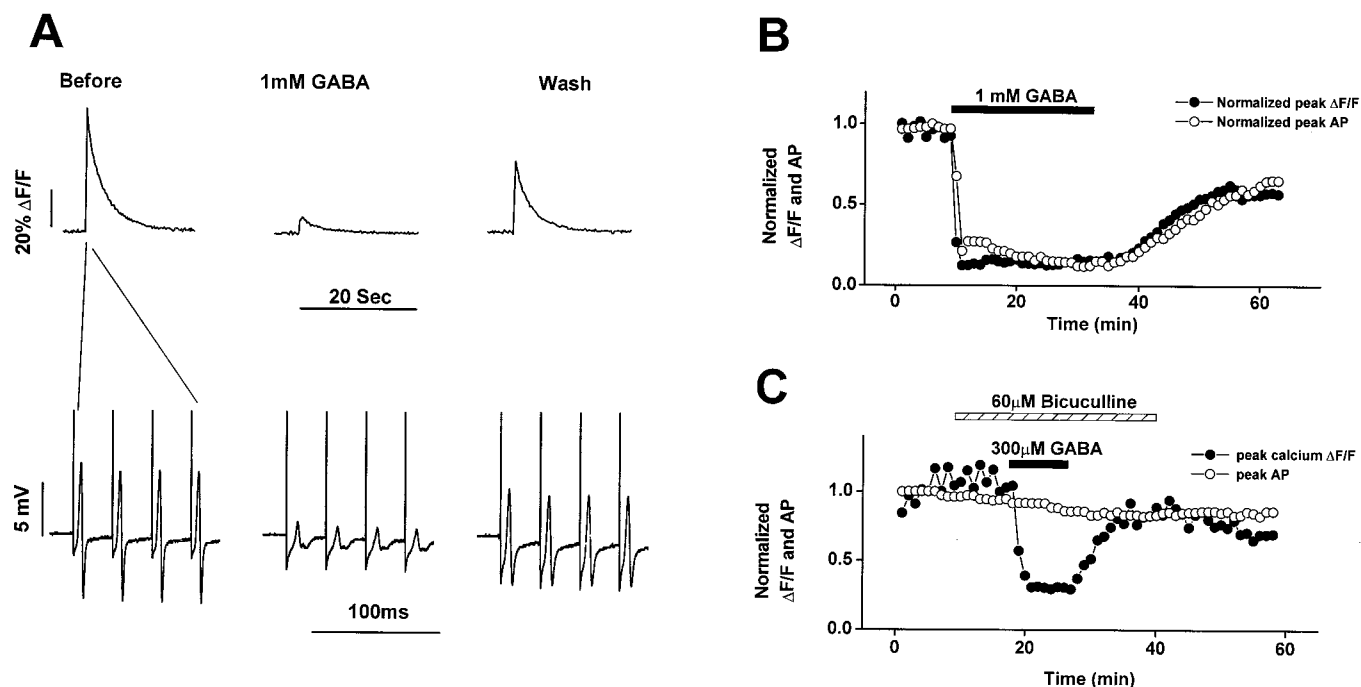 A
Before
1mM GABA
Wash
20% ΔF/F
20 Sec
5 mV
100ms
B
1 mM GABA
Normalized peak ΔF/F
Normalized peak AP
Normalized
ΔF/F and AP
1.0
0.5
0.0
0
20
40
60
Time (min)
C
60μM Bicuculline
300μM GABA
peak calcium ΔF/F
peak AP
Normalized
ΔF/F and AP
1.0
0.5
0.0
0
20
40
60
Time (min)